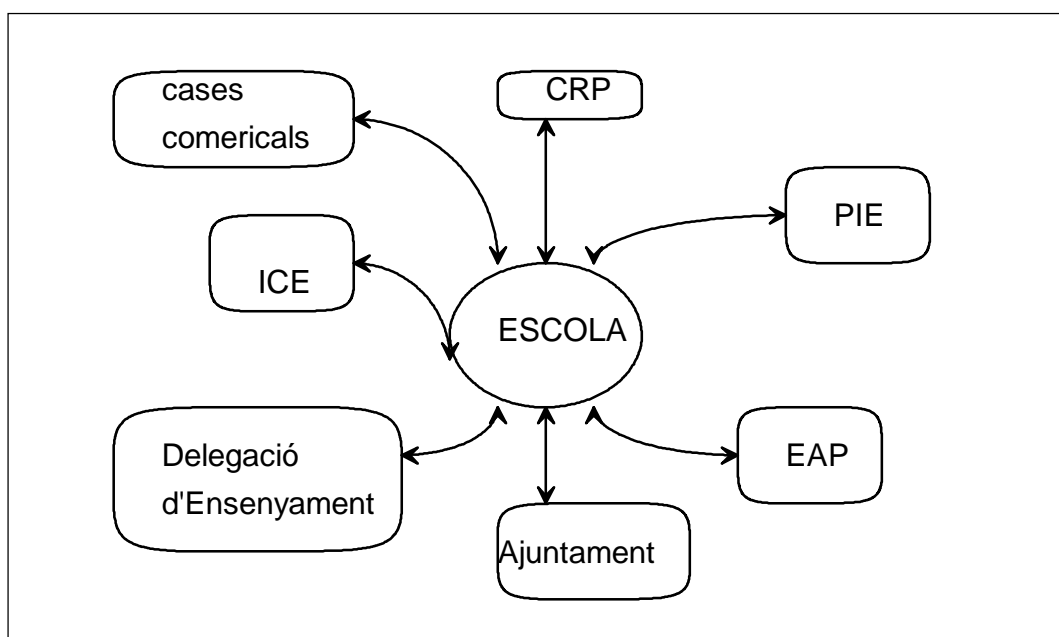 cases
comericals
CRP
PIE
ICE
ESCOLA
Delegació
d'Ensenyament
EAP
Ajuntament